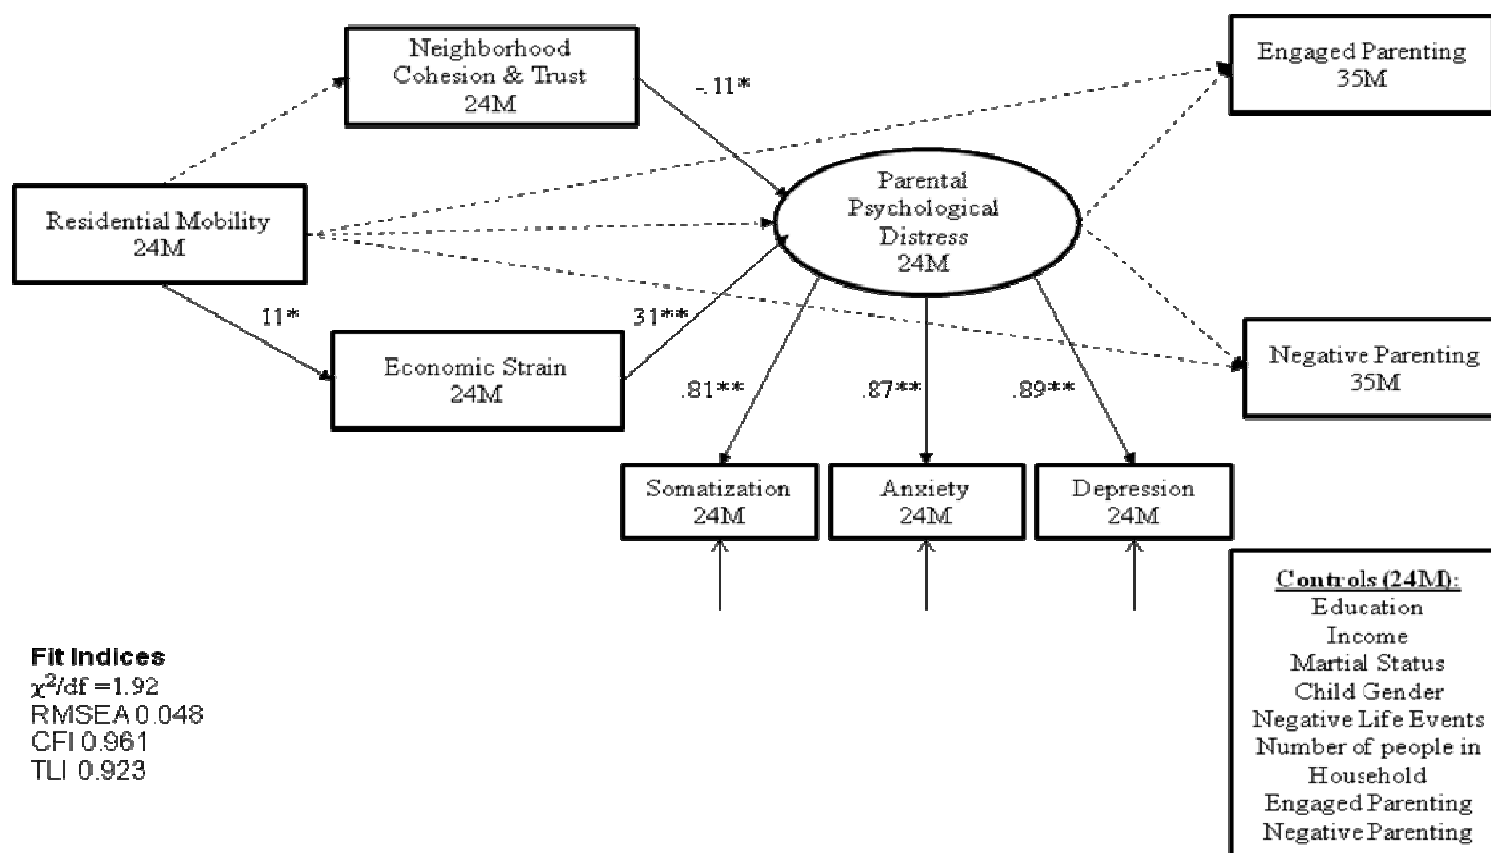 Neighborhood
Cohesion & Trust
24M
Engaged Parenting
35M
-.11*
Parental
Psychological
Distress
24M
Residential Mobility
24M
11*
31**
Economic Strain
24M
Negative Parenting
35M
.81**
.87**
.89**
Somatization
24M
Anxiety
24M
Depression
24M
Controls (24M):
Education
Income
Martial Status
Child Gender
Negative Life Events
Number of people in
Household
Engaged Parenting
Negative Parenting
Fit Indices
χ²/df =1.92
RMSEA 0.048
CFI 0.961
TLI 0.923